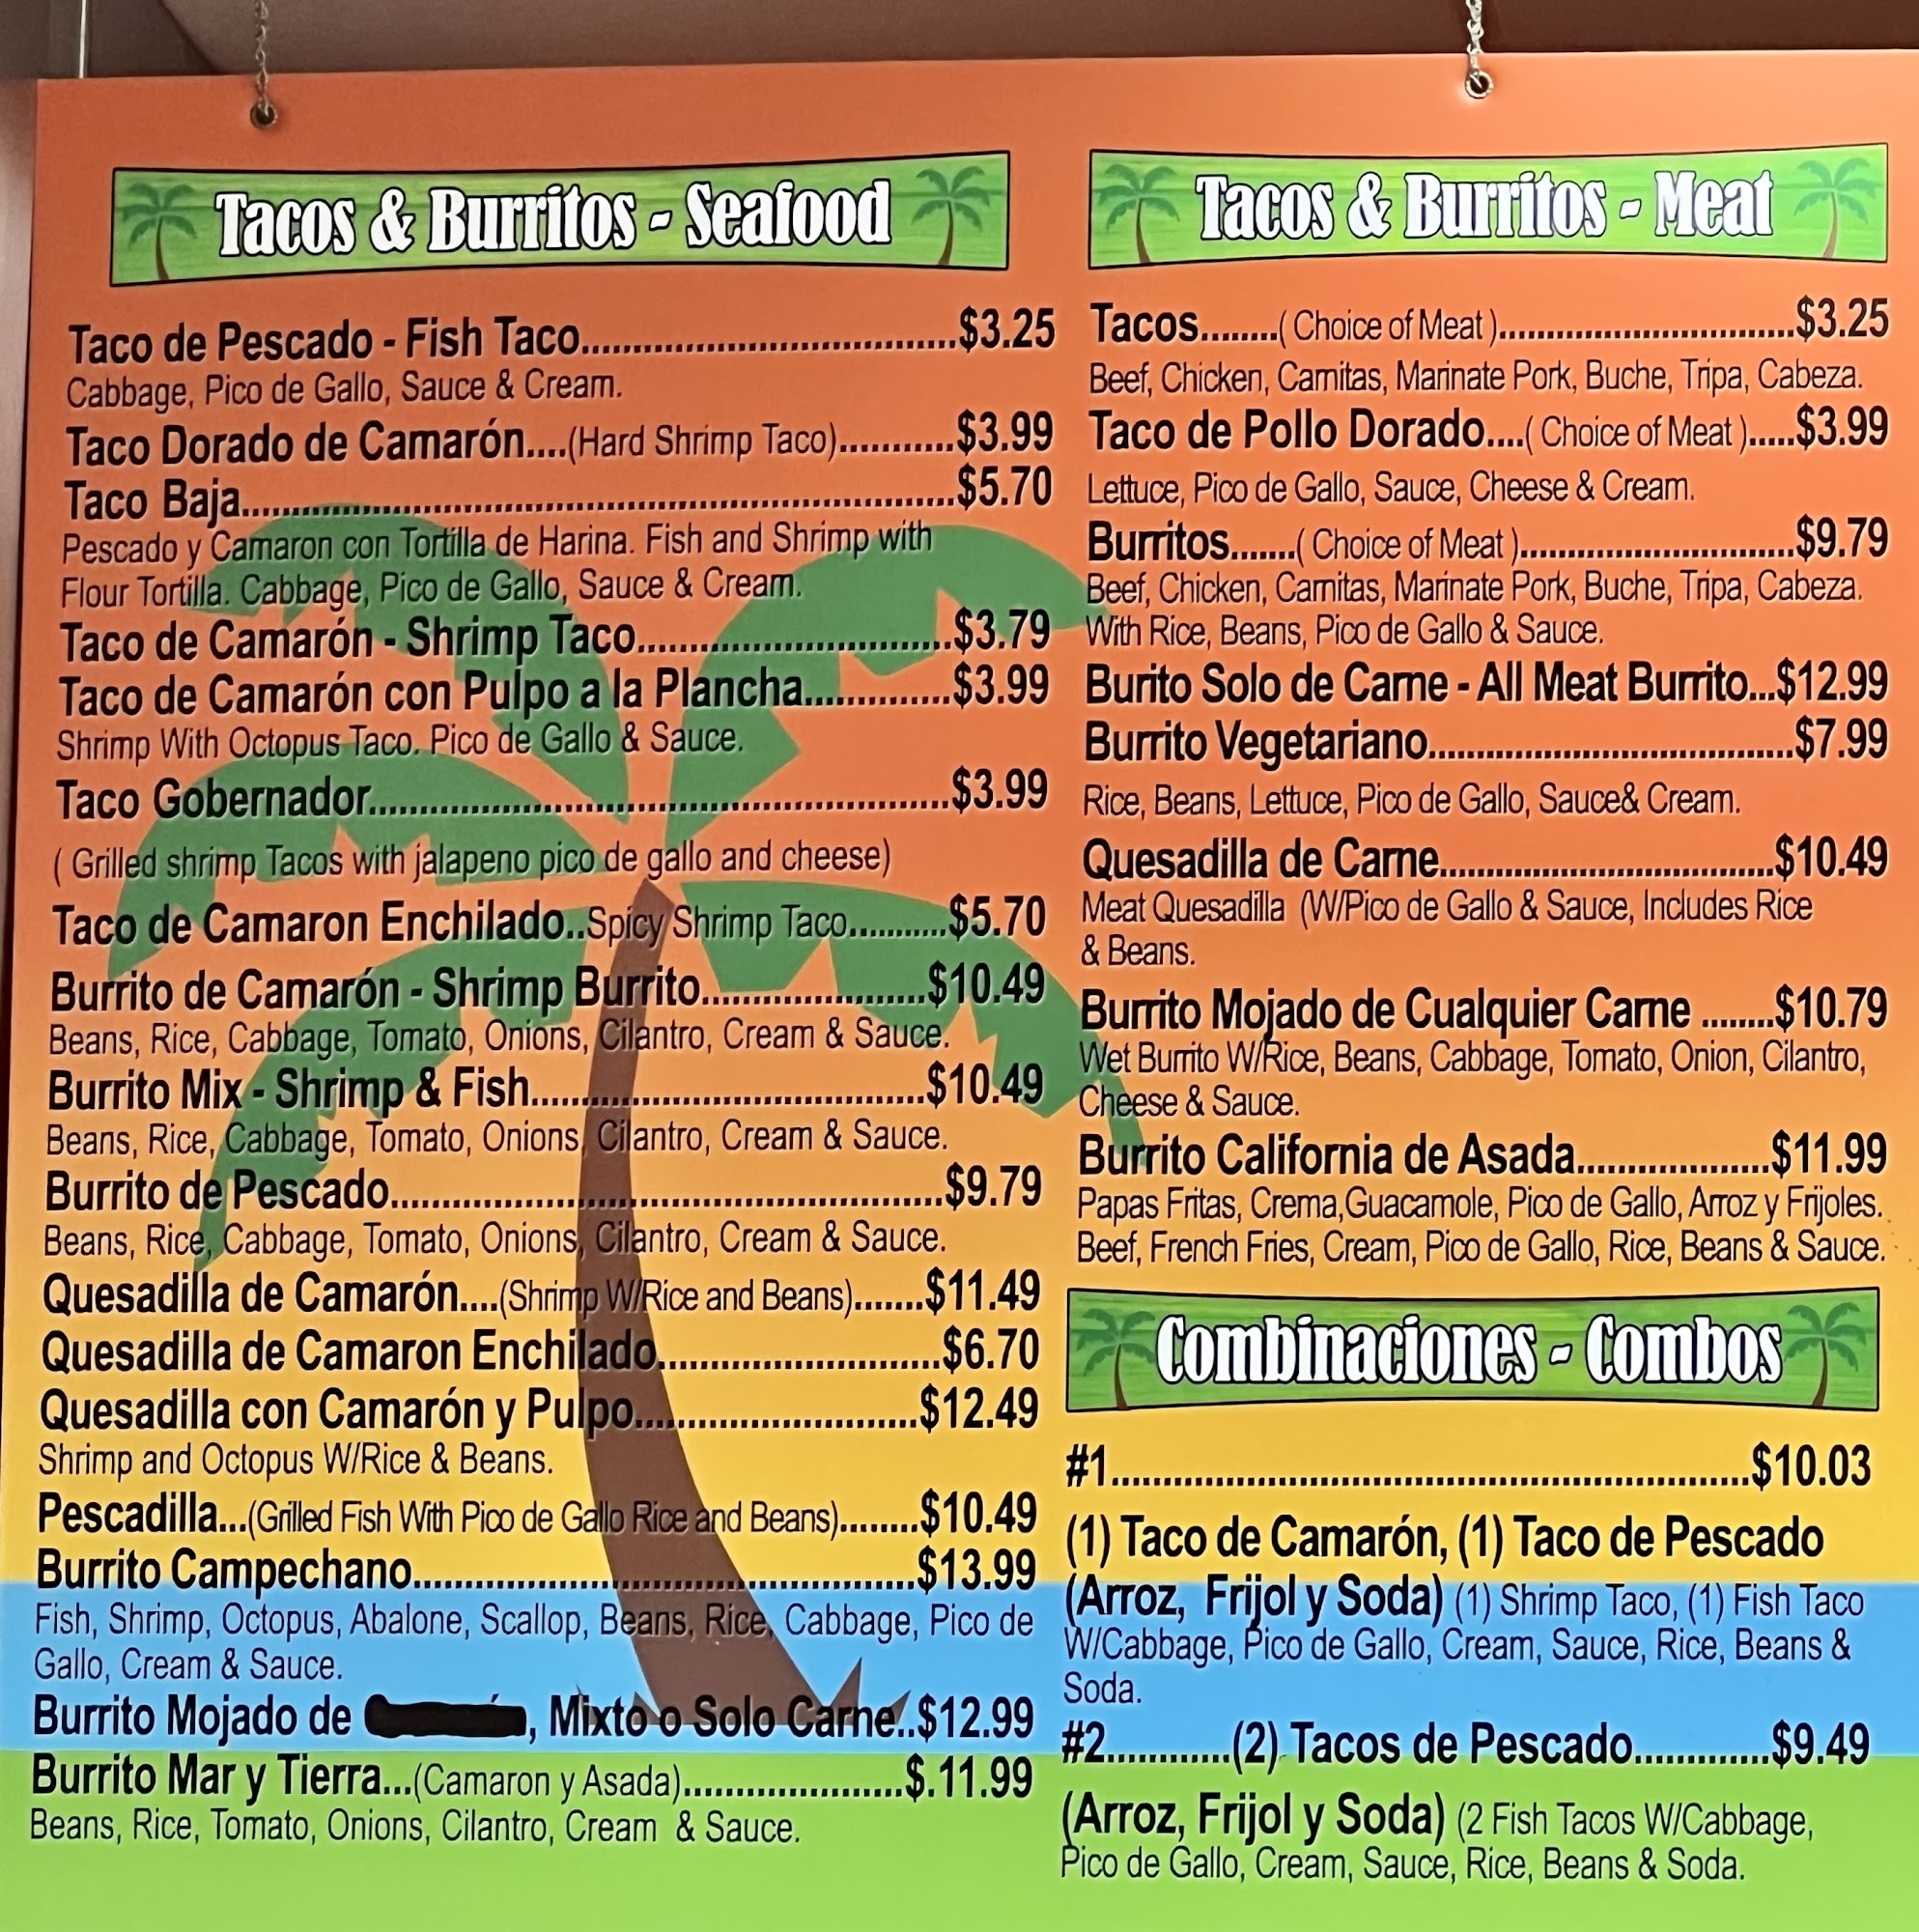 Tacos & Burritos - Seafood
Taco de Pescado - Fish Taco....................................$3.25
Cabbage, Pico de Gallo, Sauce & Cream.
Taco Dorado de Camarón....(Hard Shrimp Taco)...........$3.99
Taco Baja.....................................................................$5.70
Pescado y Camaron con Tortilla de Harina. Fish and Shrimp with
Flour Tortilla. Cabbage, Pico de Gallo, Sauce & Cream.
Taco de Camarón - Shrimp Taco..............................$3.79
Taco de Camarón con Pulpo a la Plancha..............$3.99
Shrimp With Octopus Taco. Pico de Gallo & Sauce.
Taco Gobernador........................................................$3.99
( Grilled shrimp Tacos with jalapeno pico de gallo and cheese)
Taco de Camaron Enchilado..Spicy Shrimp Taco...........$5.70
Burrito de Camarón - Shrimp Burrito......................$10.49
Beans, Rice, Cabbage, Tomato, Onions, Cilantro, Cream & Sauce.
Burrito Mix - Shrimp & Fish.......................................$10.49
Beans, Rice, Cabbage, Tomato, Onions, Cilantro, Cream & Sauce.
Burrito de Pescado......................................................$9.79
Beans, Rice, Cabbage, Tomato, Onions, Cilantro, Cream & Sauce.
Quesadilla de Camarón....(Shrimp W/Rice and Beans).......$11.49
Quesadilla de Camaron Enchilado...........................$6.70
Quesadilla con Camarón y Pulpo............................$12.49
Shrimp and Octopus W/Rice & Beans.
Pescadilla...(Grilled Fish With Pico de Gallo Rice and Beans)........$10.49
Burrito Campechano.................................................$13.99
Fish, Shrimp, Octopus, Abalone, Scallop, Beans, Rice, Cabbage, Pico de
Gallo, Cream & Sauce.
Burrito Mojado de , Mixto o Solo Carne..$12.99
Burrito Mar y Tierra...(Camaron y Asada)......................$.11.99
Beans, Rice, Tomato, Onions, Cilantro, Cream & Sauce.
Tacos & Burritos - Meat
Tacos........( Choice of Meat )..............................$3.25
Beef, Chicken, Carnitas, Marinate Pork, Buche, Tripa, Cabeza.
Taco de Pollo Dorado....( Choice of Meat ).....$3.99
Lettuce, Pico de Gallo, Sauce, Cheese & Cream.
Burritos.......( Choice of Meat )............................$9.79
Beef, Chicken, Carnitas, Marinate Pork, Buche, Tripa, Cabeza.
With Rice, Beans, Pico de Gallo & Sauce.
Burito Solo de Carne - All Meat Burrito...$12.99
Burrito Vegetariano.....................................$7.99
Rice, Beans, Lettuce, Pico de Gallo, Sauce& Cream.
Quesadilla de Carne..................................$10.49
Meat Quesadilla (W/Pico de Gallo & Sauce, Includes Rice
& Beans.
Burrito Mojado de Cualquier Carne ........$10.79
Wet Burrito W/Rice, Beans, Cabbage, Tomato, Onion, Cilantro,
Cheese & Sauce.
Burrito California de Asada...................$11.99
Papas Fritas, Crema,Guacamole, Pico de Gallo, Arroz y Frijoles.
Beef, French Fries, Cream, Pico de Gallo, Rice, Beans & Sauce.
Combinaciones - Combos
#1...............................................................$10.03
(1) Taco de Camarón, (1) Taco de Pescado
(Arroz, Frijol y Soda) (1) Shrimp Taco, (1) Fish Taco
W/Cabbage, Pico de Gallo, Cream, Sauce, Rice, Beans &
Soda.
#2............(2) Tacos de Pescado.............$9.49
(Arroz, Frijol y Soda) (2 Fish Tacos W/Cabbage,
Pico de Gallo, Cream, Sauce, Rice, Beans & Soda.